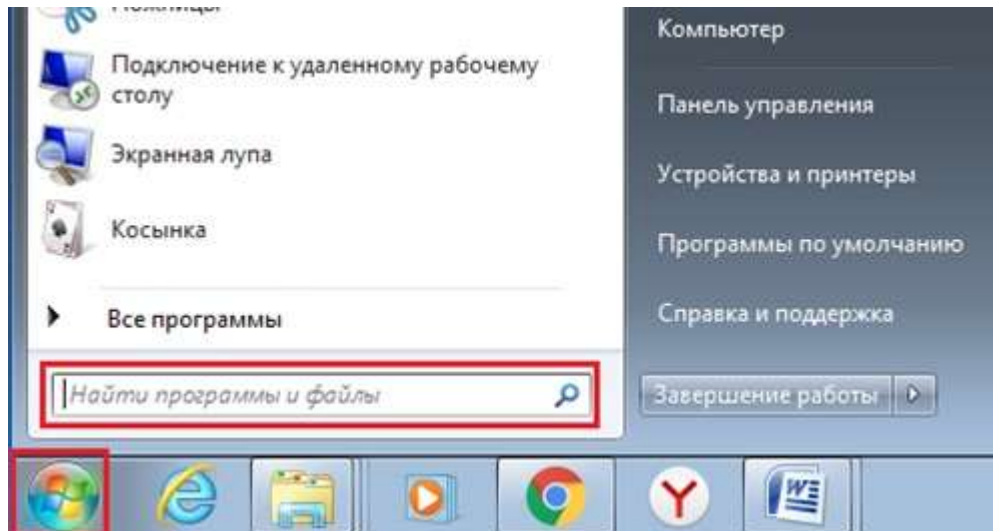 Подключение к удаленному рабочему
столу
Экранная лупа
Косынка
Все программы
Найти программы и файлы
Компьютер
Панель управления
Устройства и принтеры
Программы по умолчанию
Справка и поддержка
Завершение работы